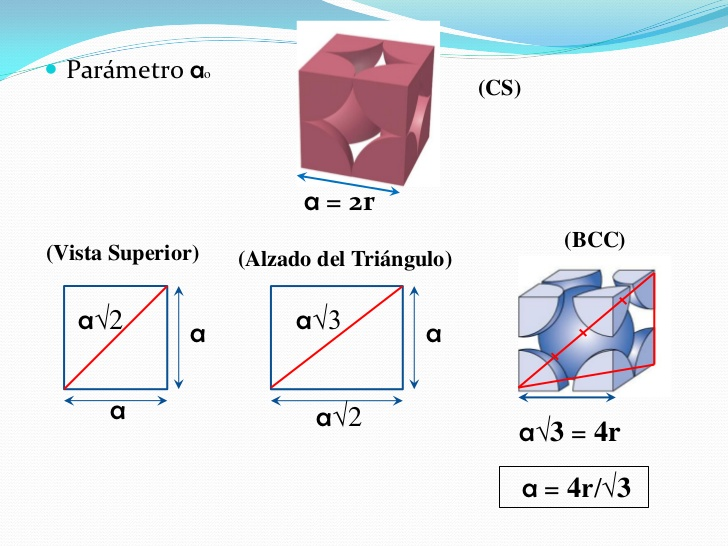 • Parámetro a₀
(CS)
a = 2r
(Vista Superior)
(Alzado del Triángulo)
(BCC)
a√2
a
a
a√3
a
a√2
a√3 = 4r
a = 4r/√3